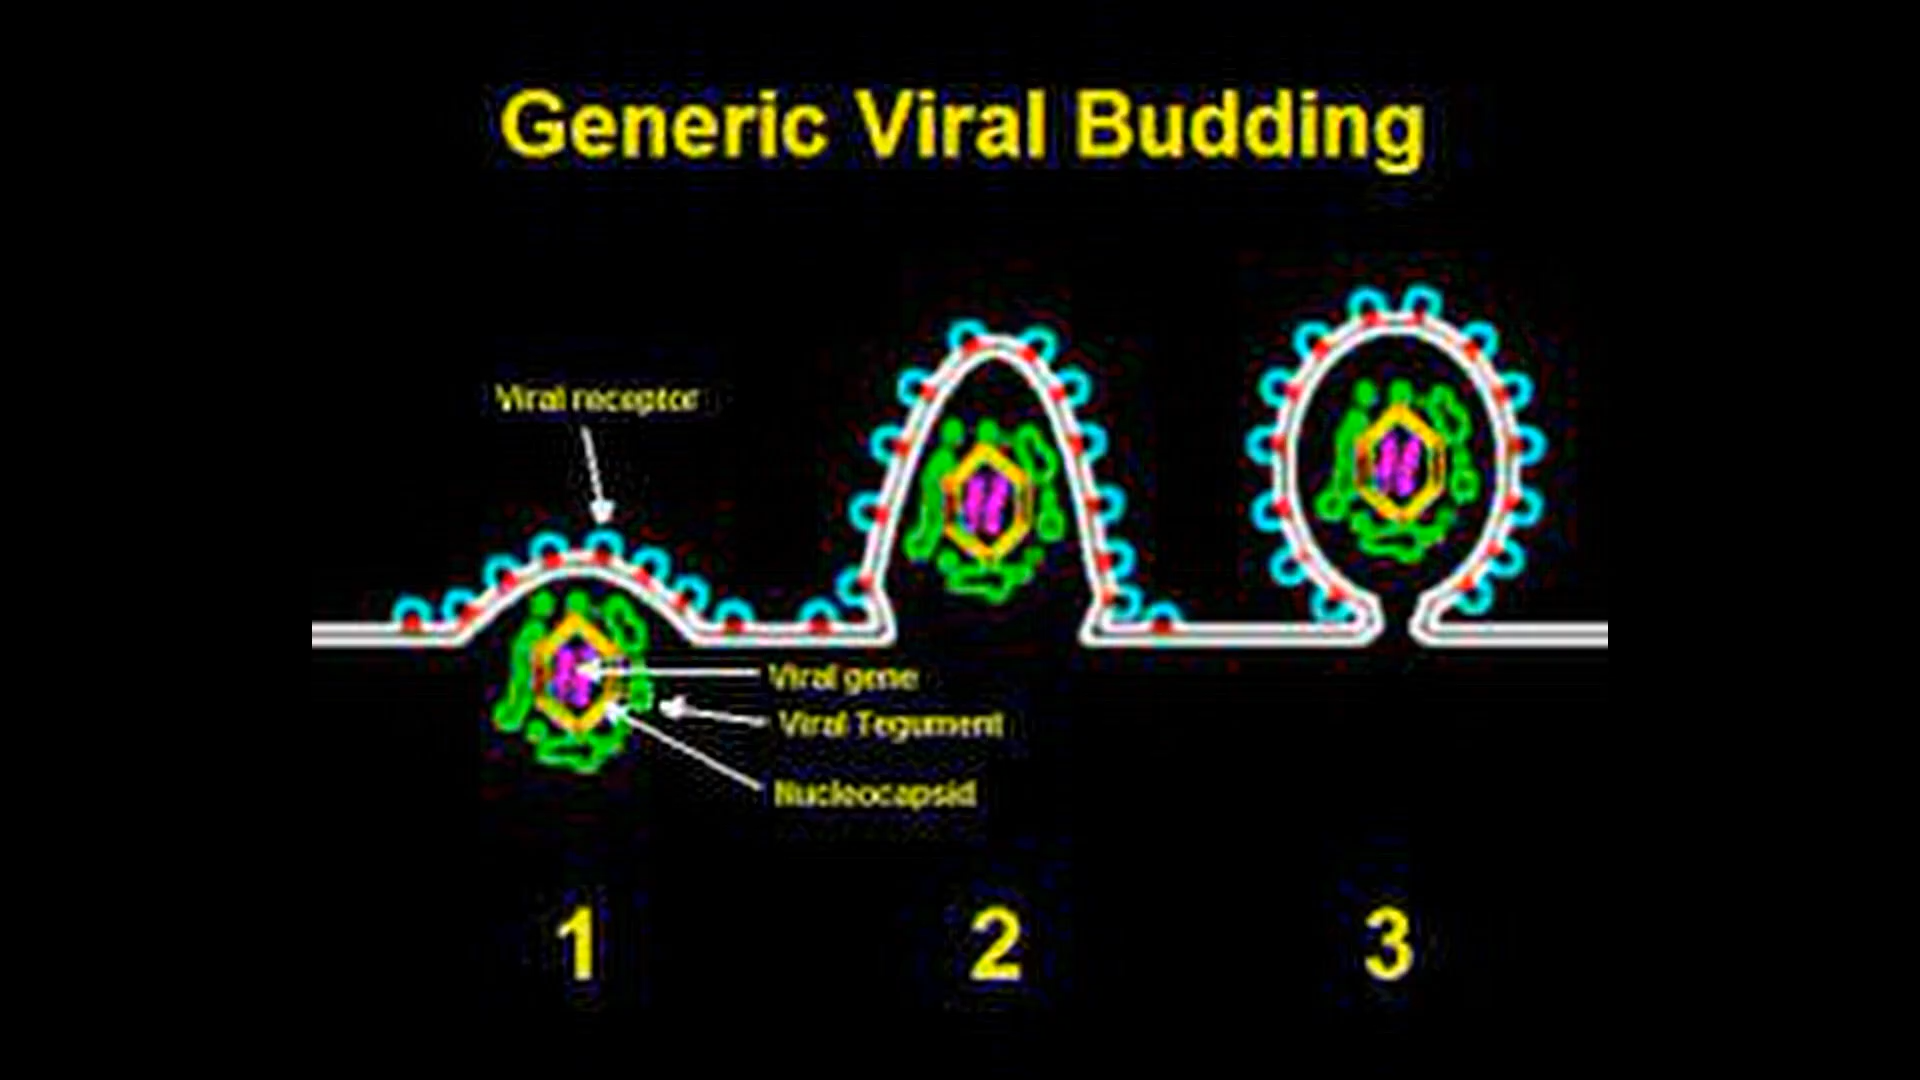 Generic Viral Budding
Viral receptor
Viral gene
Viral Tegument
Nucleocapsid
1 2 3